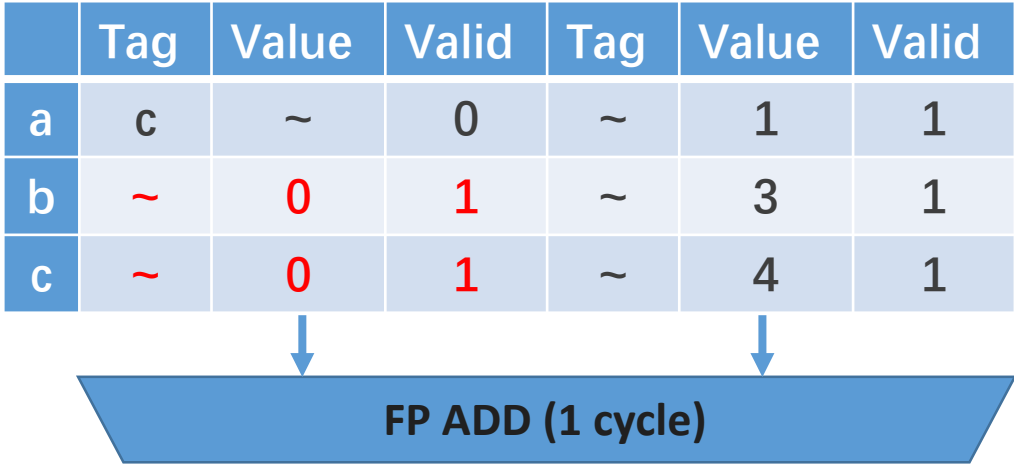 Tag Value Valid Tag Value Valid
a c ~ 0 ~ 1 1
b ~ 0 1 ~ 3 1
c ~ 0 1 ~ 4 1
FP ADD (1 cycle)